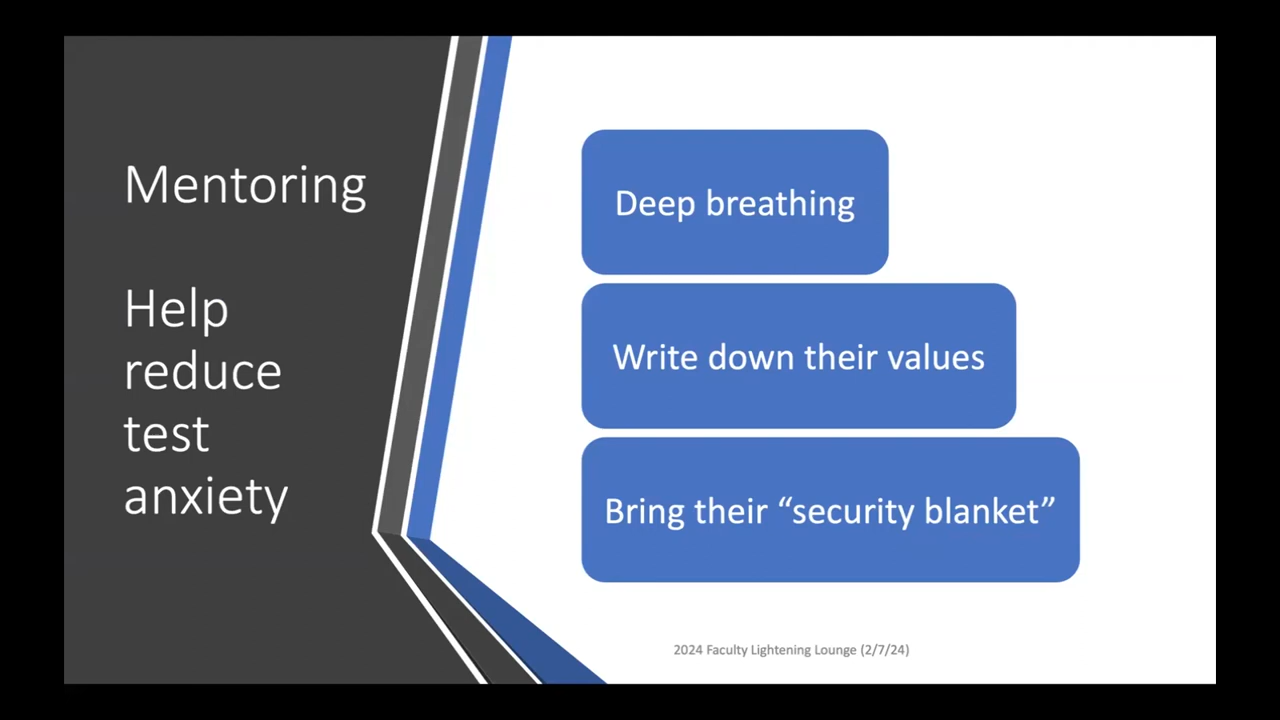 Mentoring
Help
reduce
test
anxiety
Deep breathing
Write down their values
Bring their “security blanket”
2024 Faculty Lightening Lounge (2/7/24)